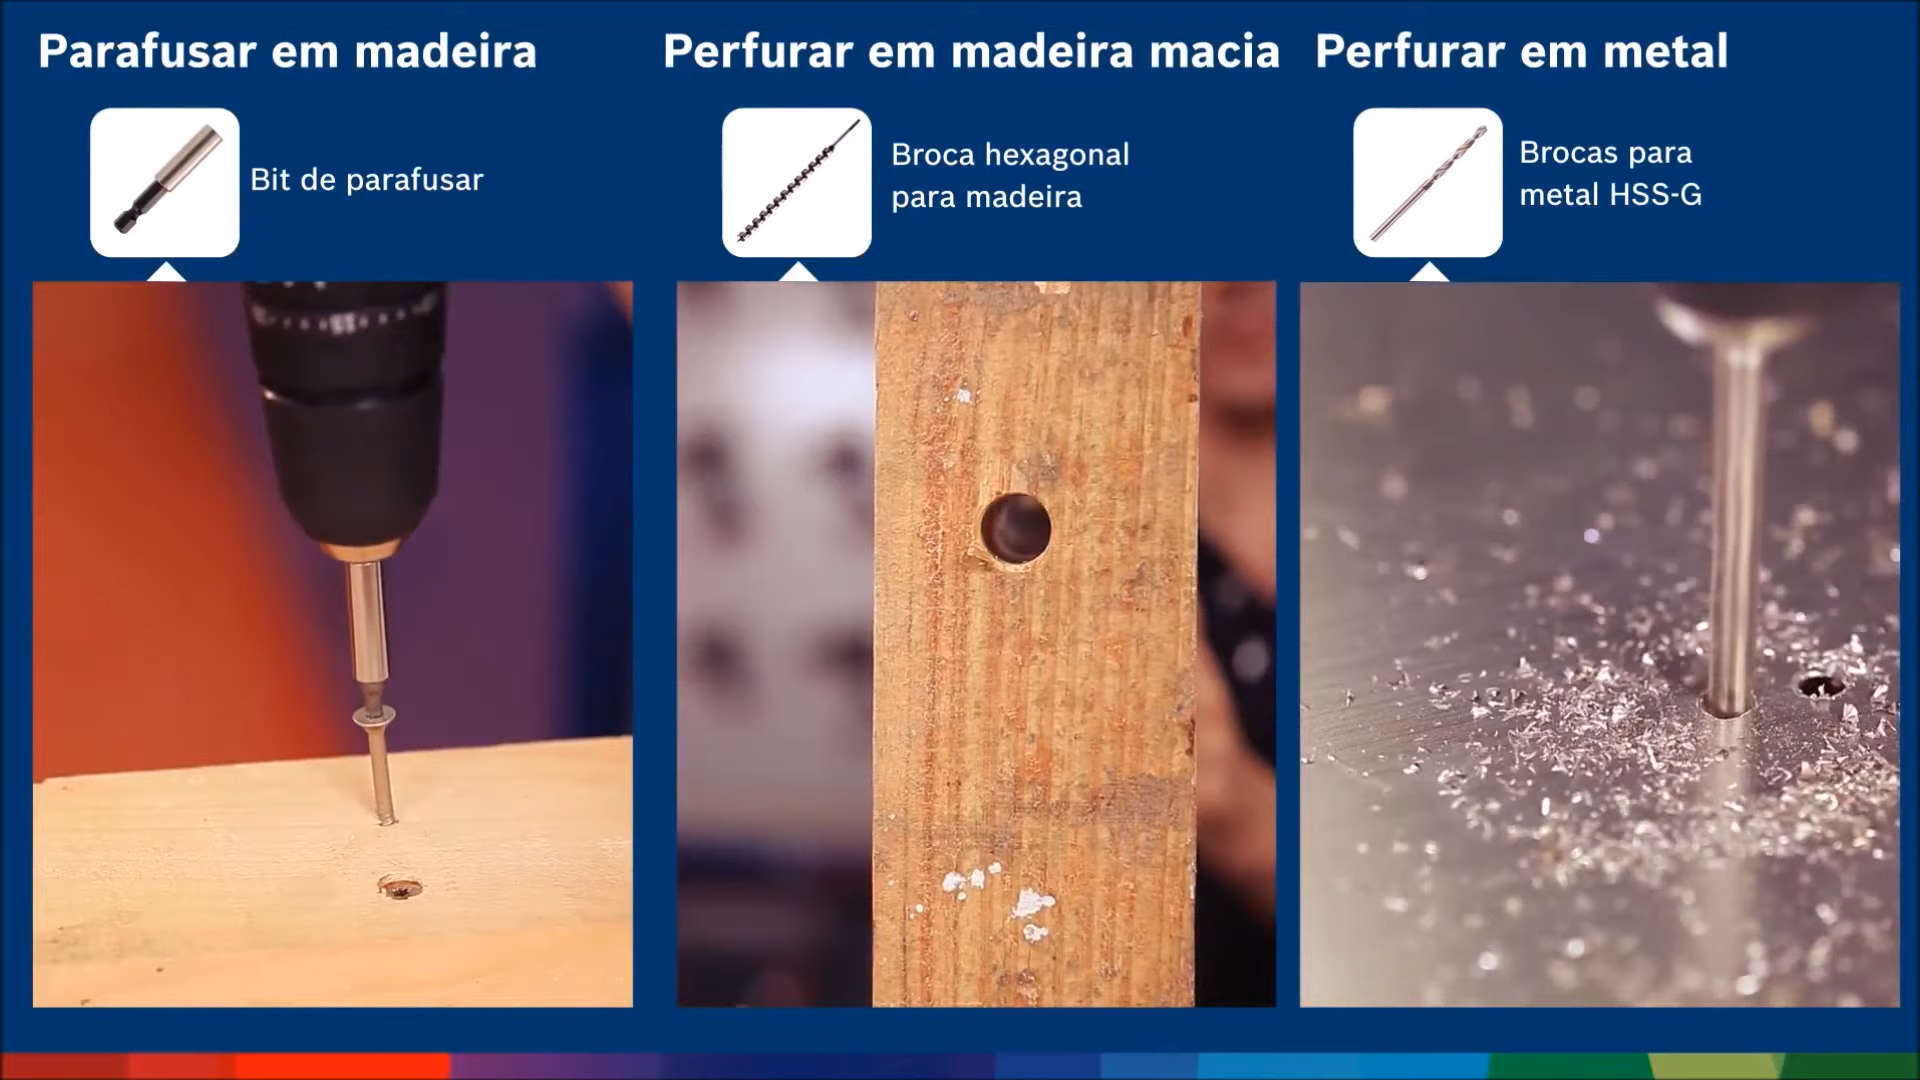 Parafusar em madeira
Bit de parafusar
Perfurar em madeira macia
Broca hexagonal
para madeira
Perfurar em metal
Brocas para
metal HSS-G